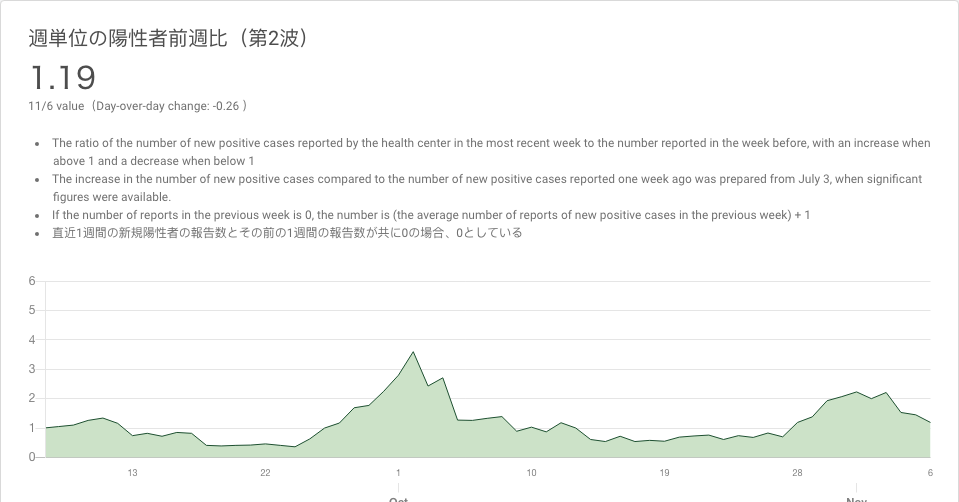 週単位の陽性者前週比（第2波）
1.19
11/6 value（Day-over-day change: -0.26 ）
• The ratio of the number of new positive cases reported by the health center in the most recent week to the number reported in the week before, with an increase when
above 1 and a decrease when below 1
• The increase in the number of new positive cases compared to the number of new positive cases reported one week ago was prepared from July 3, when significant
figures were available.
• If the number of reports in the previous week is 0, the number is (the average number of reports of new positive cases in the previous week) + 1
• 直近1週間の新規陽性者の報告数とその前の1週間の報告数が共に0の場合、0としている
6
5
4
3
2
1
0
13 22 1 10 19 28 6
Oct Nov